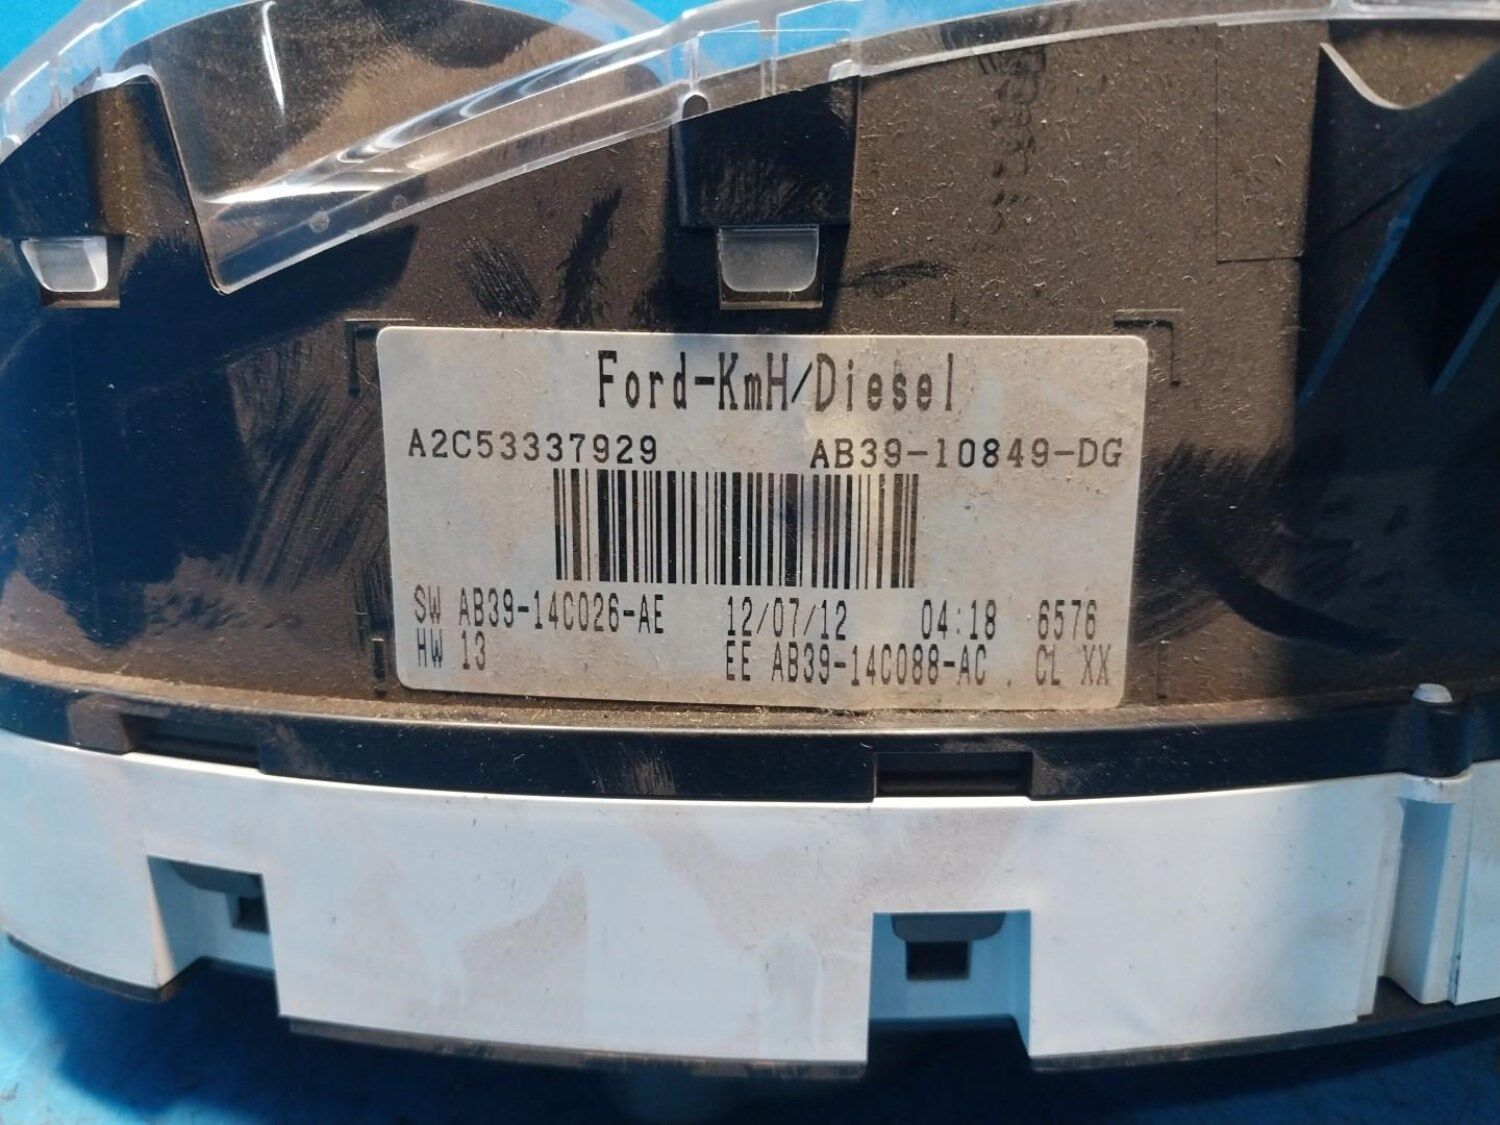 Ford-KmH/Diesel
A2C53337929 AB39-10849-DG
SW AB39-14C026-AE 12/07/12 04:18 6576
HW 13 EE AB39-14C088-AC CL XX